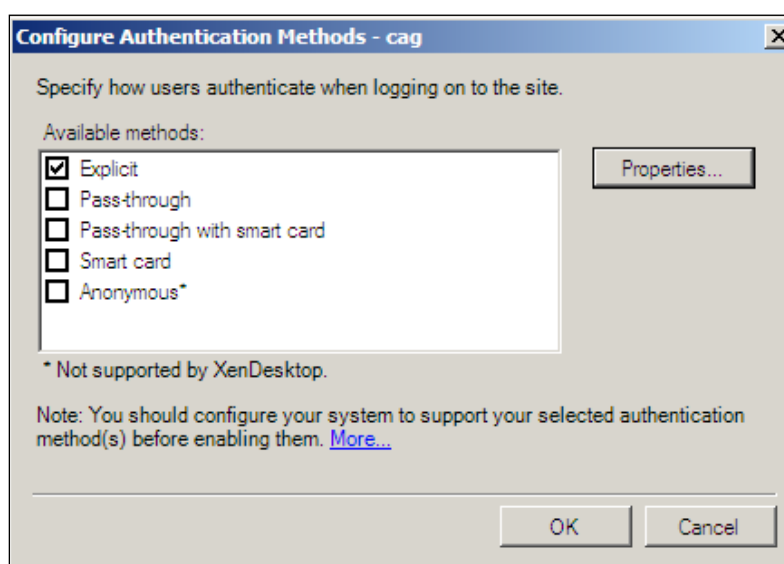 Configure Authentication Methods - cag
Specify how users authenticate when logging on to the site.
Available methods:
Explicit
Properties...
Pass-through
Pass-through with smart card
Smart card
Anonymous*
* Not supported by XenDesktop.
Note: You should configure your system to support your selected authentication
method(s) before enabling them. More...
OK
Cancel